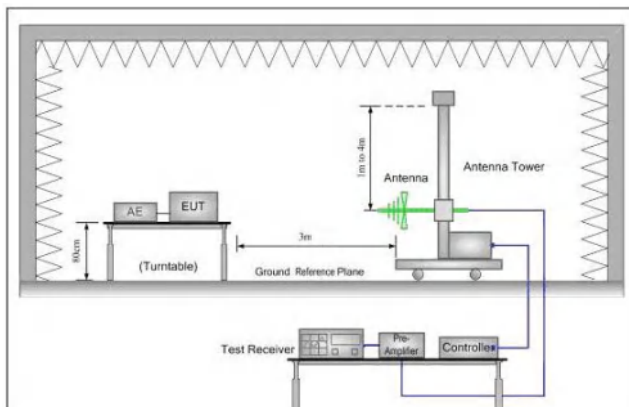 1m to 4m
Antenna
Antenna Tower
AE
EUT
80cm
3m
(Turntable)
Ground Reference Plane
Test Receiver
Pre-
Amplifier
Controller